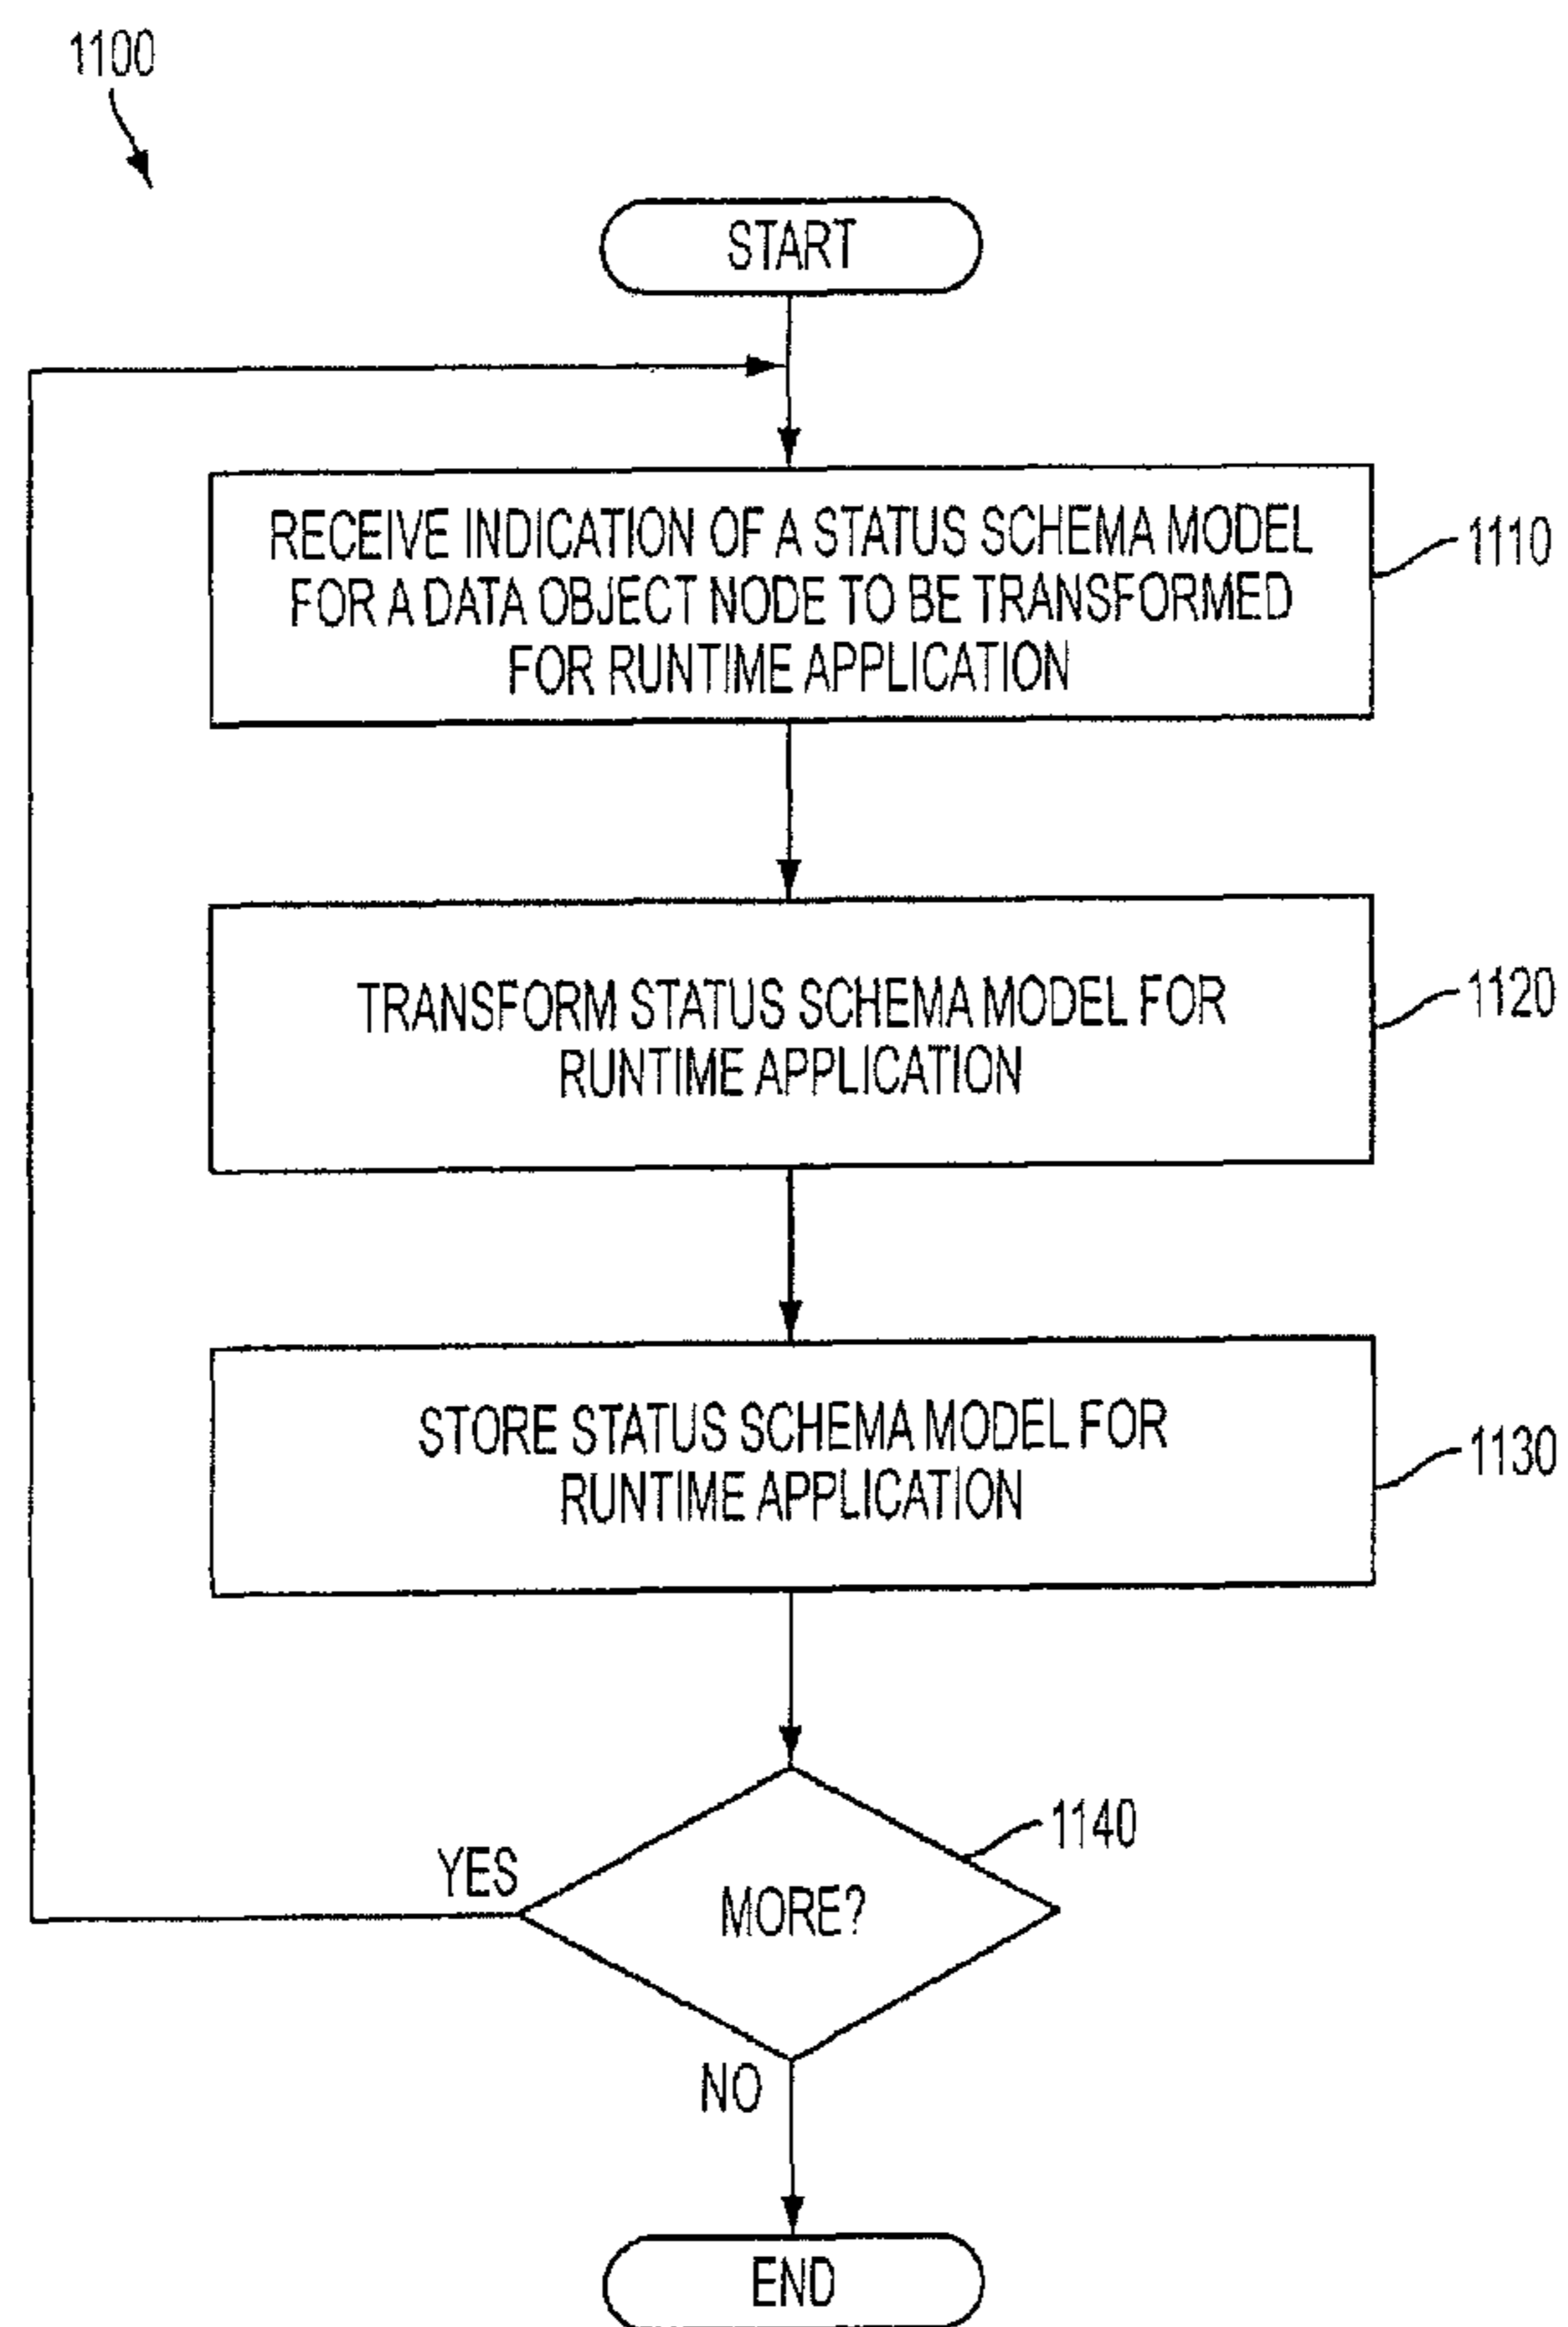 1100
START
RECEIVE INDICATION OF A STATUS SCHEMA MODEL
FOR A DATA OBJECT NODE TO BE TRANSFORMED
FOR RUNTIME APPLICATION
1110
TRANSFORM STATUS SCHEMA MODEL FOR
RUNTIME APPLICATION
1120
STORE STATUS SCHEMA MODEL FOR
RUNTIME APPLICATION
1130
1140
YES
MORE?
NO
END